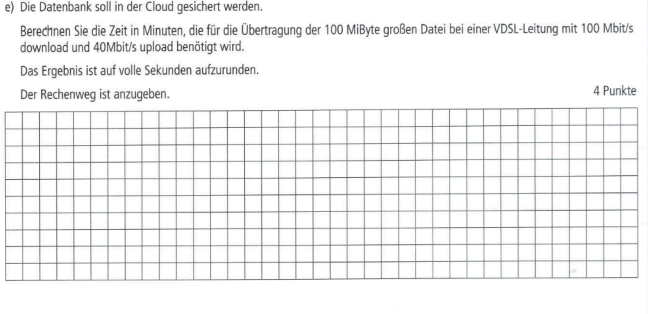 e) Die Datenbank soll in der Cloud gesichert werden.
Berechnen Sie die Zeit in Minuten, die für die Übertragung der 100 MiByte großen Datei bei einer VDSL-Leitung mit 100 Mbit/s
download und 40Mbit/s upload benötigt wird.
Das Ergebnis ist auf volle Sekunden aufzurunden.
Der Rechenweg ist anzugeben. 4 Punkte